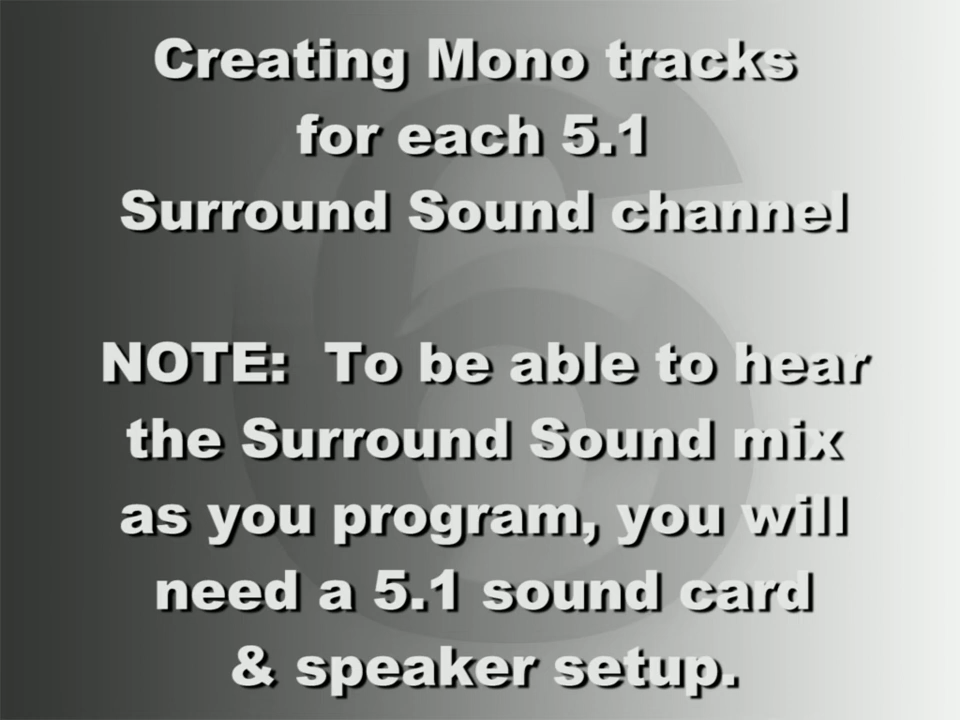 Creating Mono tracks
for each 5.1
Surround Sound channel
NOTE: To be able to hear
the Surround Sound mix
as you program, you will
need a 5.1 sound card
& speaker setup.